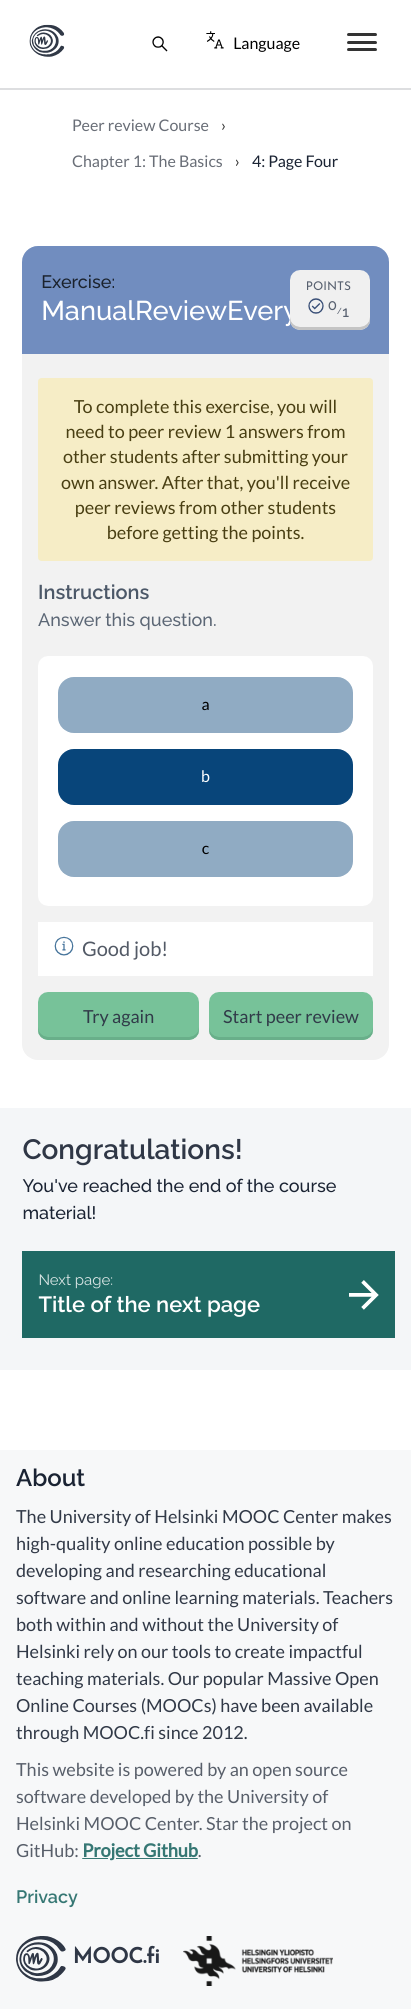 Language
Peer review Course ›
Chapter 1: The Basics › 4: Page Four
Exercise:
ManualReviewEvery
POINTS
0/1
To complete this exercise, you will
need to peer review 1 answers from
other students after submitting your
own answer. After that, you'll receive
peer reviews from other students
before getting the points.
Instructions
Answer this question.
a
b
c
Good job!
Try again
Start peer review
Congratulations!
You've reached the end of the course
material!
Next page:
Title of the next page
About
The University of Helsinki MOOC Center makes
high-quality online education possible by
developing and researching educational
software and online learning materials. Teachers
both within and without the University of
Helsinki rely on our tools to create impactful
teaching materials. Our popular Massive Open
Online Courses (MOOCs) have been available
through MOOC.fi since 2012.
This website is powered by an open source
software developed by the University of
Helsinki MOOC Center. Star the project on
GitHub: Project Github.
Privacy
MOOC.fi
HELSINGIN YLIOPISTO
HELSINGFORS UNIVERSITET
UNIVERSITY OF HELSINKI